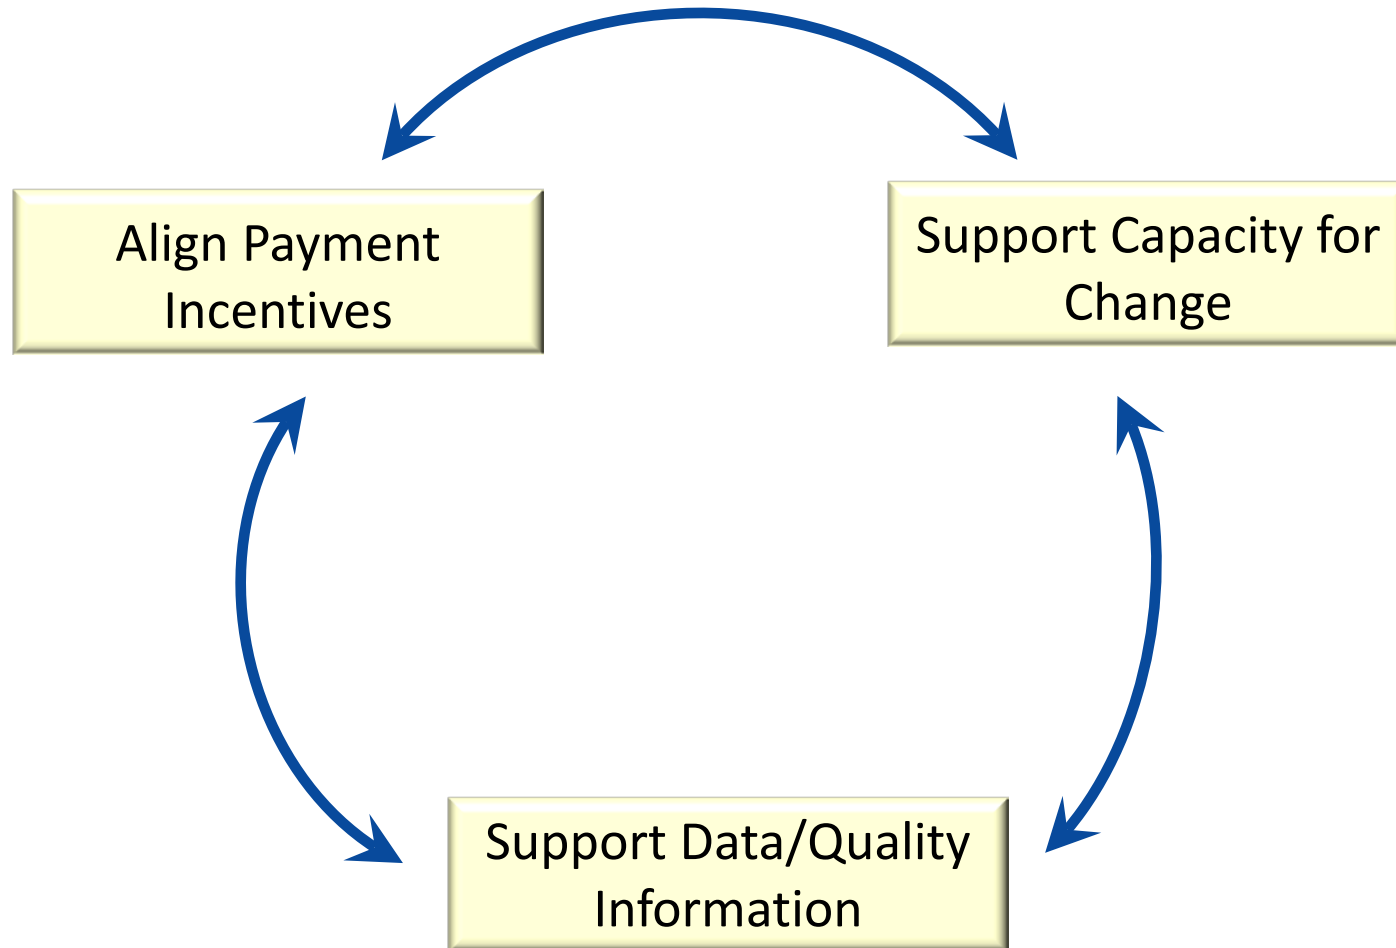 Align Payment
Incentives
Support Capacity for
Change
Support Data/Quality
Information